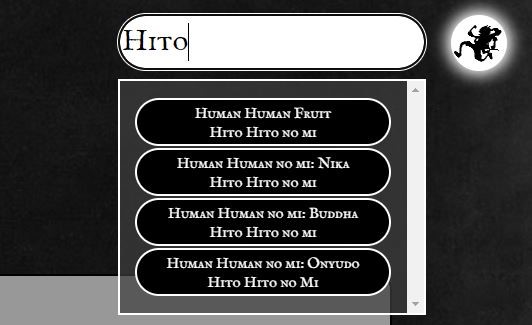 Hito
Human Human Fruit
Hito Hito no mi
Human Human no mi: Nika
Hito Hito no mi
Human Human no mi: Buddha
Hito Hito no mi
Human Human no mi: Onyudo
Hito Hito no Mi